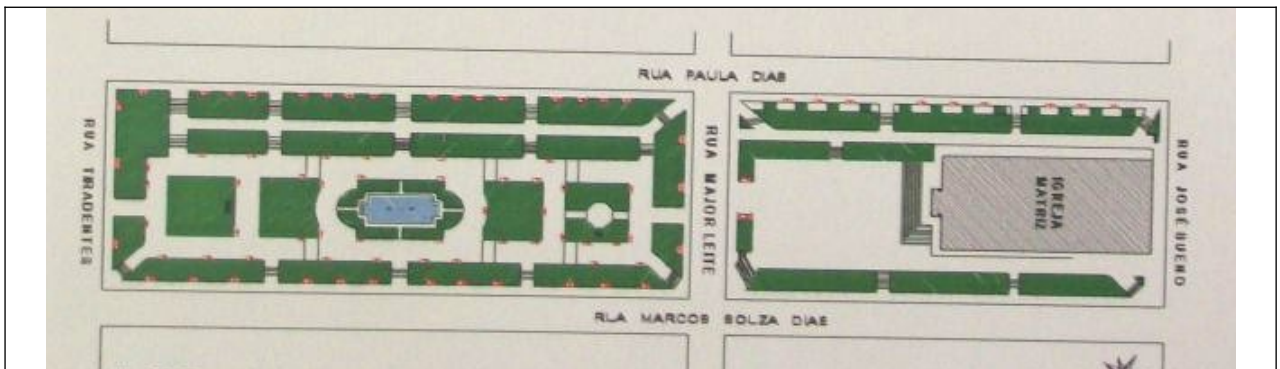 RUA PAULA DIAS
RUA TIRADENTES
RUA MAJOR LEITE
IGREJA
MATRIZ
RUA JOSÉ BUENO
RUA MARCOS SOLZA DIAS